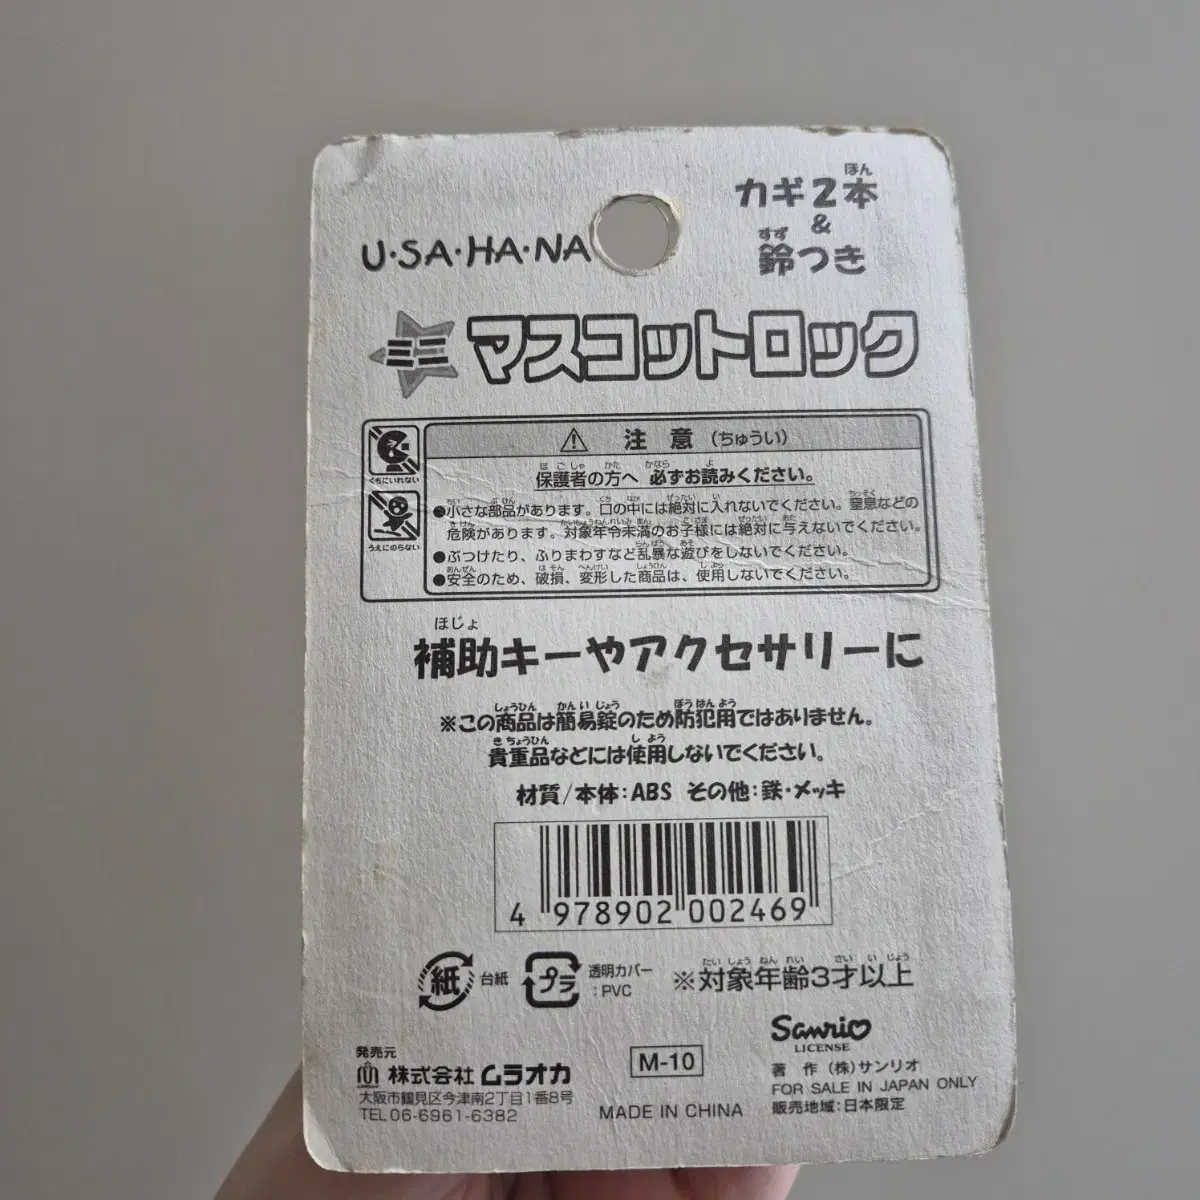 カギ2本
&
鈴つき
U・SA・HA・NA
ミニ マスコットロック
注意（ちゅうい）
保護者の方へ 必ずお読みください。
くちにいれない
うえにのらない
●小さな部品があります。口の中には絶対に入れないでください。窒息などの
危険があります。対象年令未満のお子様には絶対に与えないでください。
●ぶつけたり、ふりまわすなど乱暴な遊びをしないでください。
●安全のため、破損、変形した商品は、使用しないでください。
補助キーやアクセサリーに
※この商品は簡易錠のため防犯用ではありません。
貴重品などには使用しないでください。
材質/本体:ABS その他:鉄・メッキ
4 978902 002469
紙 台紙
プラ 透明カバー
:PVC
※対象年齢3才以上
発売元
株式会社 ムラオカ
大阪市鶴見区今津南2丁目1番8号
TEL06-6961-6382
M-10
MADE IN CHINA
Sanrio
LICENSE
著作 (株)サンリオ
FOR SALE IN JAPAN ONLY
販売地域:日本限定